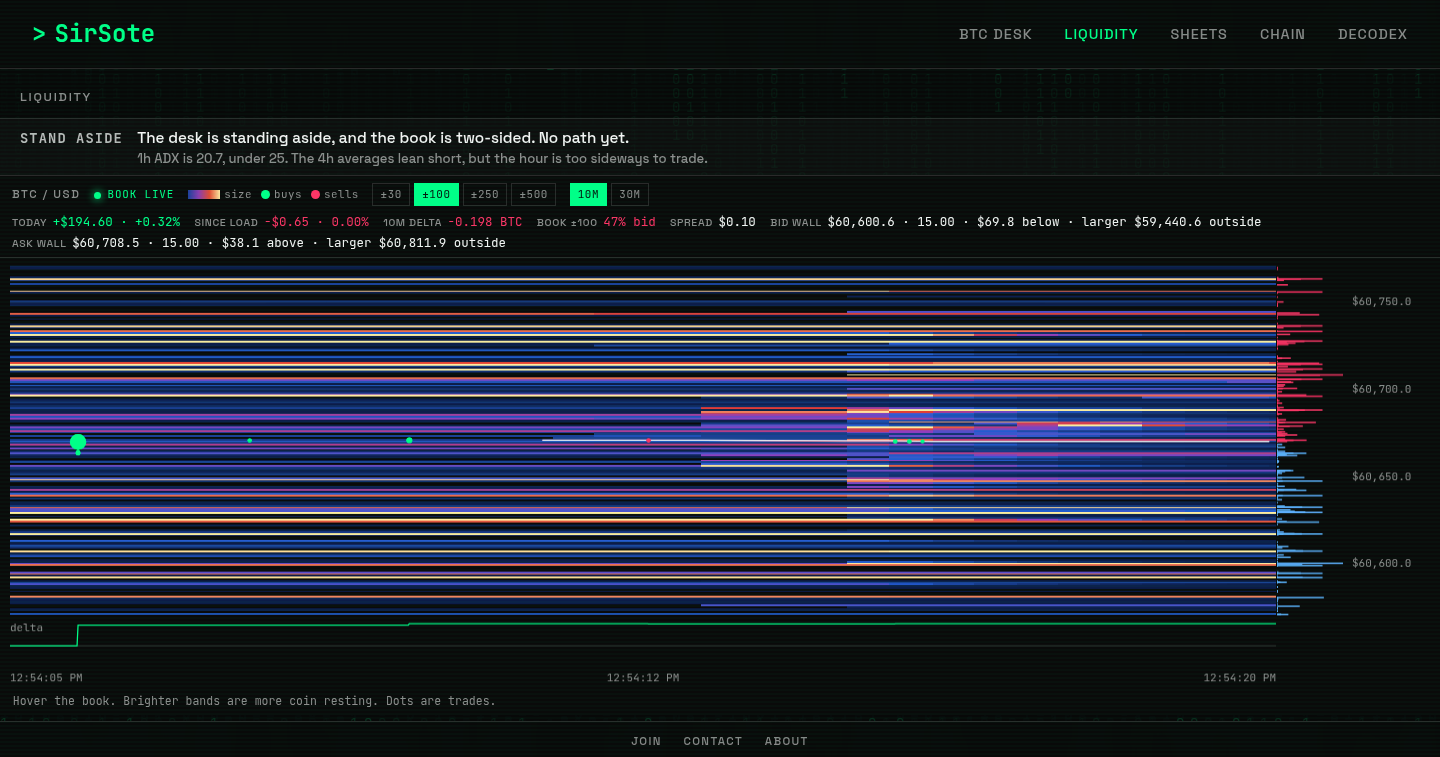 > SirSote
BTC DESK LIQUIDITY SHEETS CHAIN DECODEX
LIQUIDITY
STAND ASIDE The desk is standing aside, and the book is two-sided. No path yet.
1h ADX is 20.7, under 25. The 4h averages lean short, but the hour is too sideways to trade.
BTC / USD BOOK LIVE size buys sells ±30 ±100 ±250 ±500 10M 30M
TODAY +$194.60 · +0.32% SINCE LOAD -$0.65 · 0.00% 10M DELTA -0.198 BTC BOOK ±100 47% bid SPREAD $0.10 BID WALL $60,600.6 · 15.00 · $69.8 below · larger $59,440.6 outside
ASK WALL $60,708.5 · 15.00 · $38.1 above · larger $60,811.9 outside
$60,750.0
$60,700.0
$60,650.0
$60,600.0
delta
12:54:05 PM 12:54:12 PM 12:54:20 PM
Hover the book. Brighter bands are more coin resting. Dots are trades.
JOIN CONTACT ABOUT